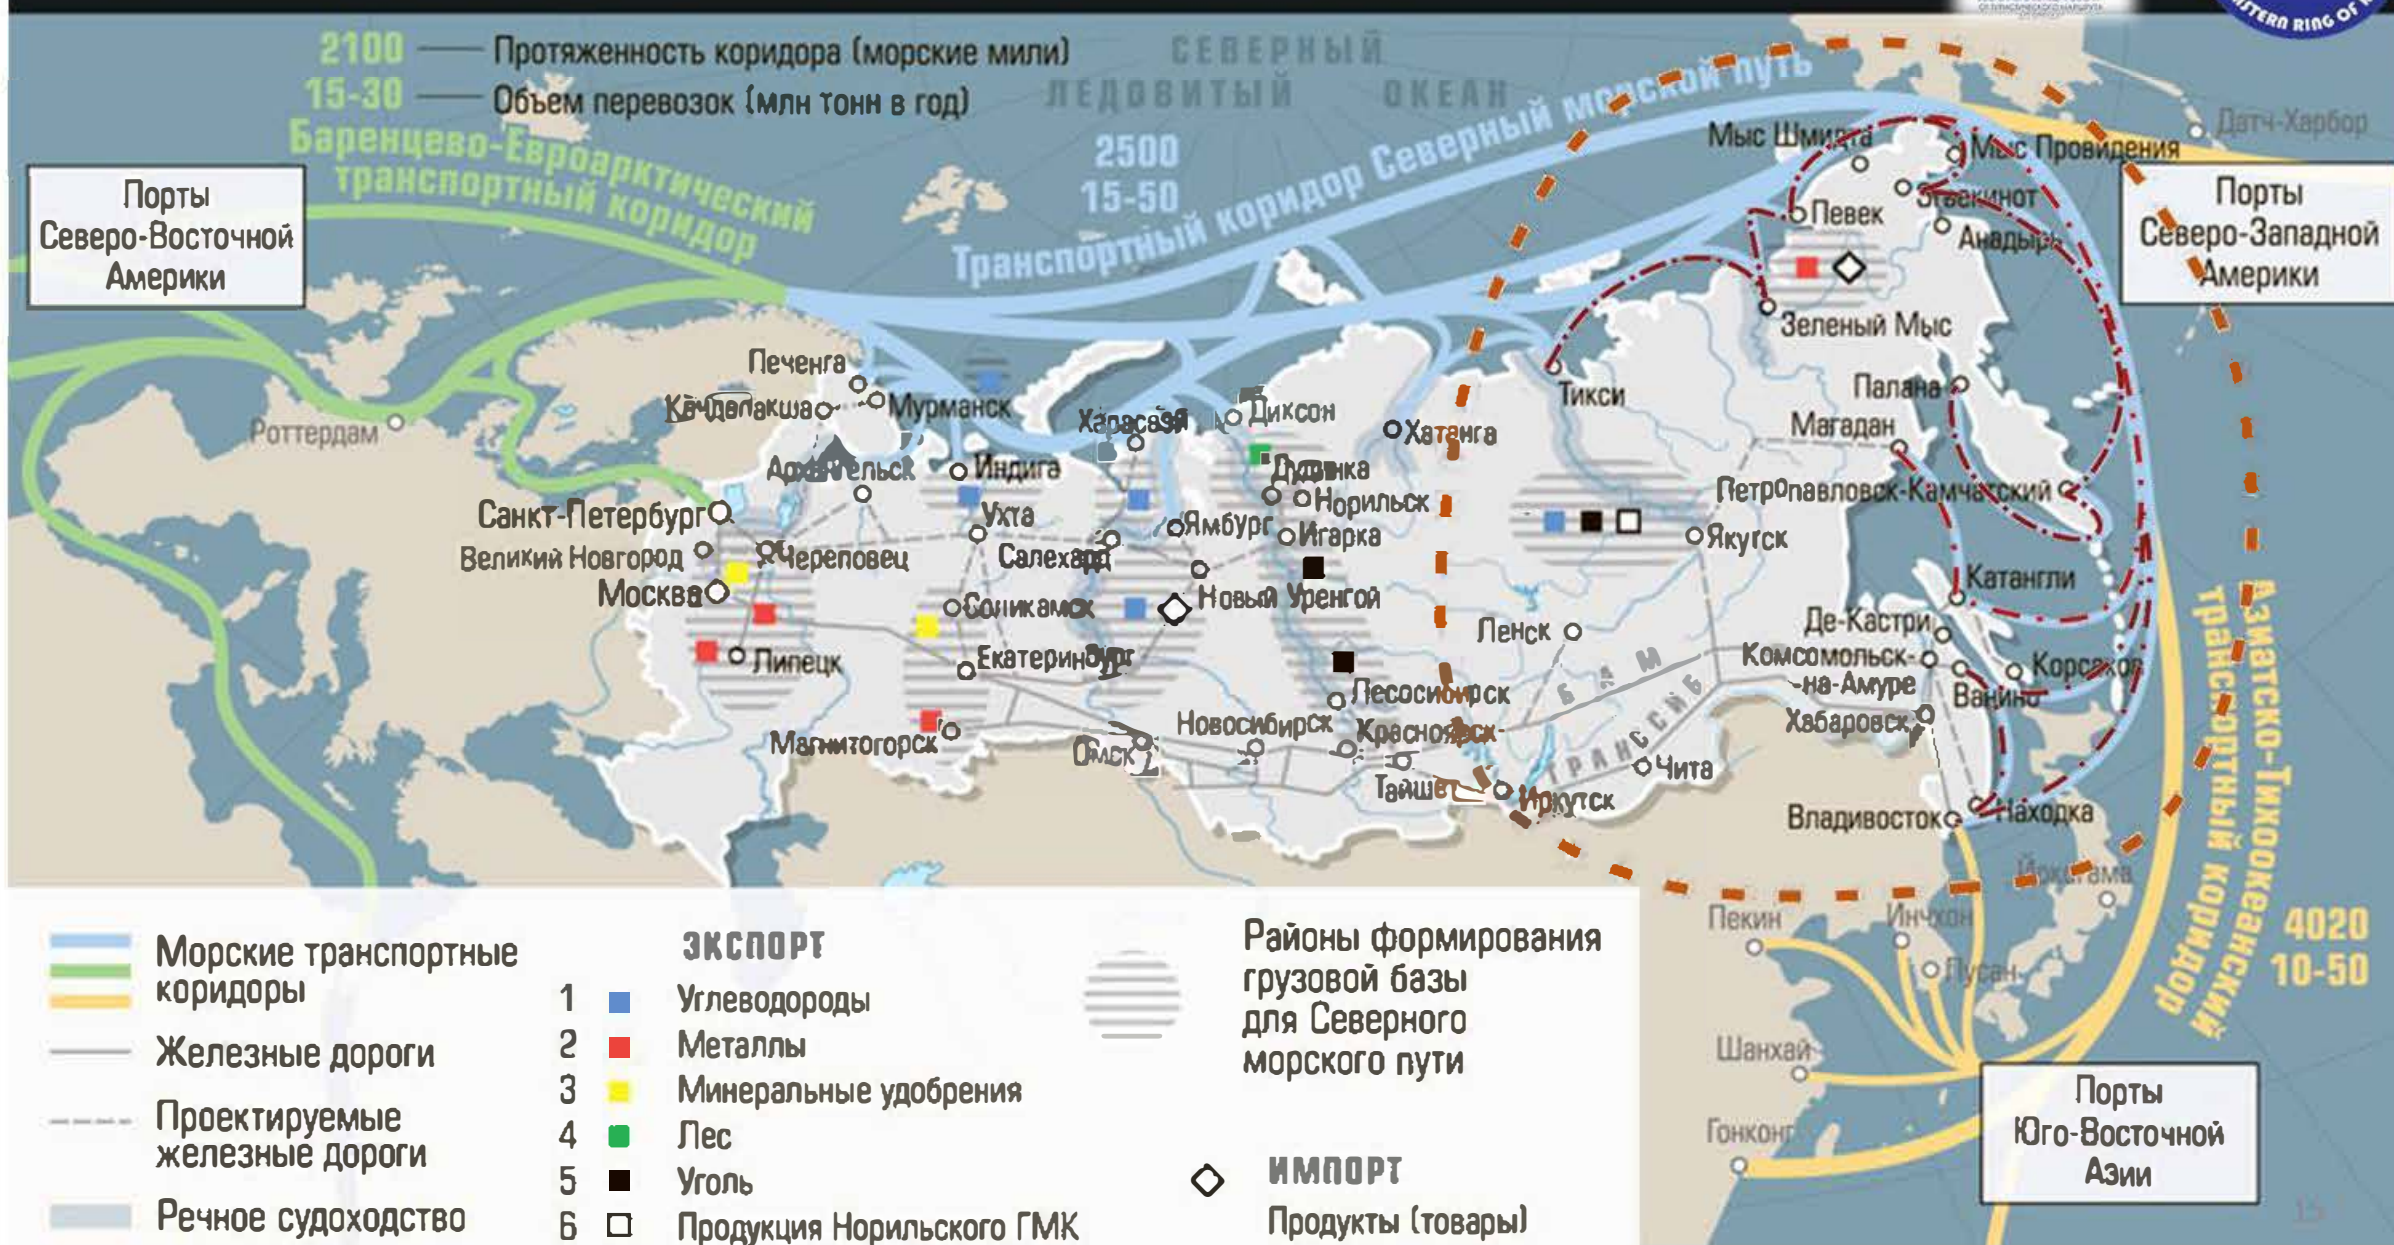 STERN RING OF
2100 Протяженность коридора (морские мили)
15-30 Объем перевозок (млн тонн в год)
СЕВЕРНЫЙ
ЛЕДОВИТЫЙ ОКЕАН
Баренцево-Евроарктический
транспортный коридор
2500
15-50
Транспортный коридор Северный морской путь
Порты
Северо-Восточной
Америки
Датч-Харбор
Порты
Северо-Западной
Америки
Мыс Шмидта
Мыс Провидения
Эгвекинот
Певек
Анадырь
Зеленый Мыс
Тикси
Палана
Магадан
Петропавловск-Камчатский
Печенга
Кандалакша
Мурманск
Роттердам
Архангельск
Индига
Харасавэй
Диксон
Хатанга
Дудинка
Норильск
Санкт-Петербург
Ухта
Ямбург
Игарка
Якутск
Великий Новгород
Череповец
Салехард
Москва
Соликамск
Новый Уренгой
Катангли
Липецк
Екатеринбург
Ленск
Де-Кастри
Комсомольск-
-на-Амуре
Корсаков
Ванино
Лесосибирск
БАМ
Хабаровск
Магнитогорск
Омск
Новосибирск
Красноярск-
Тайшет
Иркутск
ТРАНССИБ
Чита
Владивосток
Находка
Азиатско-Тихоокеанский
транспортный коридор
4020
10-50
Йокогама
Пекин
Инчхон
Пусан
Шанхай
Гонконг
Порты
Юго-Восточной
Азии
Морские транспортные
коридоры
Железные дороги
Проектируемые
железные дороги
Речное судоходство
ЭКСПОРТ
1 Углеводороды
2 Металлы
3 Минеральные удобрения
4 Лес
5 Уголь
6 Продукция Норильского ГМК
Районы формирования
грузовой базы
для Северного
морского пути
ИМПОРТ
Продукты (товары)
15